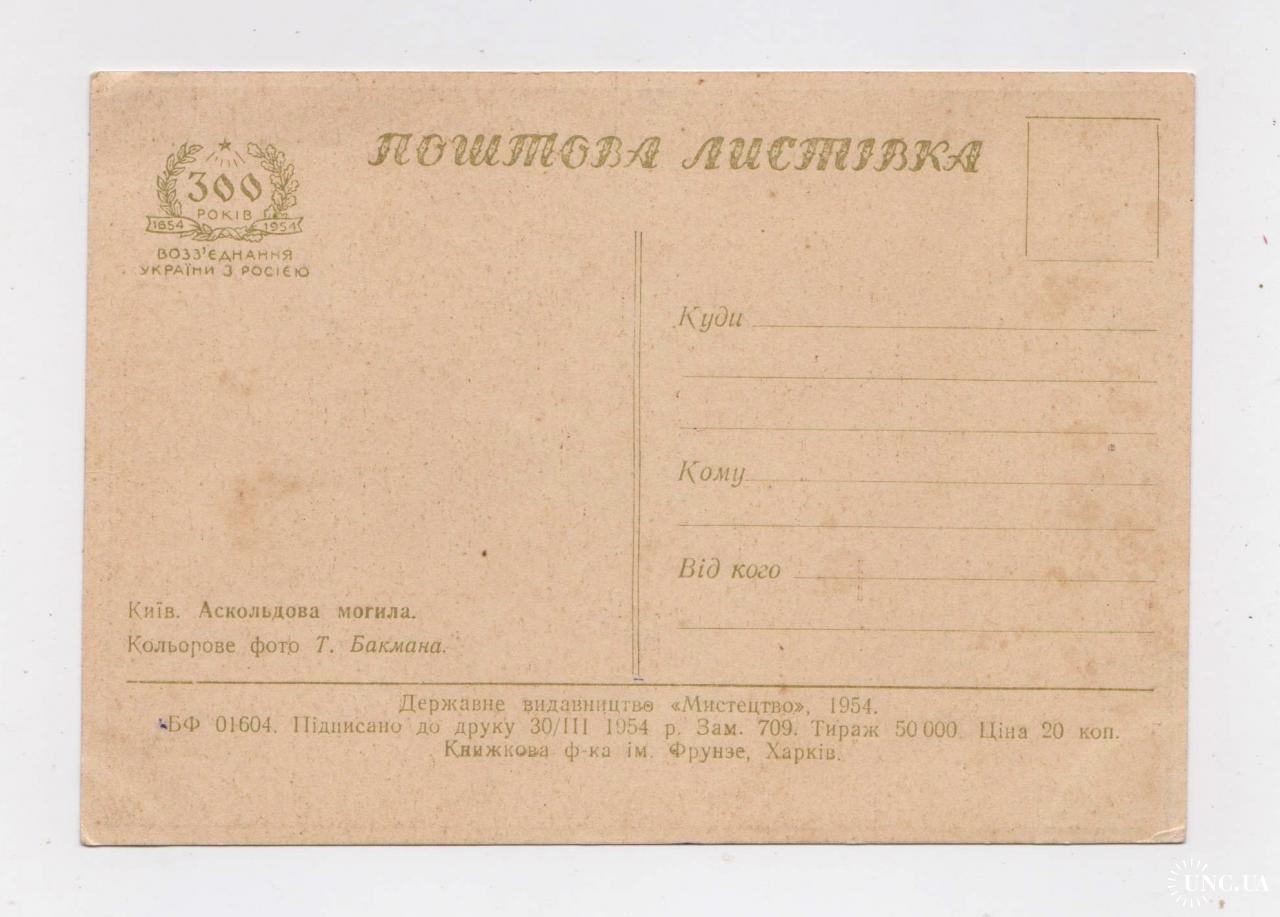 ПОШТОВА ЛИСТІВКА
300
РОКІВ
1654 1954
ВОЗЗ'ЄДНАННЯ
УКРАЇНИ З РОСІЄЮ
Куди
Кому
Від кого
Київ. Аскольдова могила.
Кольорове фото Т. Бакмана.
Державне видавництво «Мистецтво», 1954.
БФ 01604. Підписано до друку 30/III 1954 р. Зам. 709. Тираж 50 000. Ціна 20 коп.
Книжкова ф-ка ім. Фрунзе, Харків.
UNC.UA